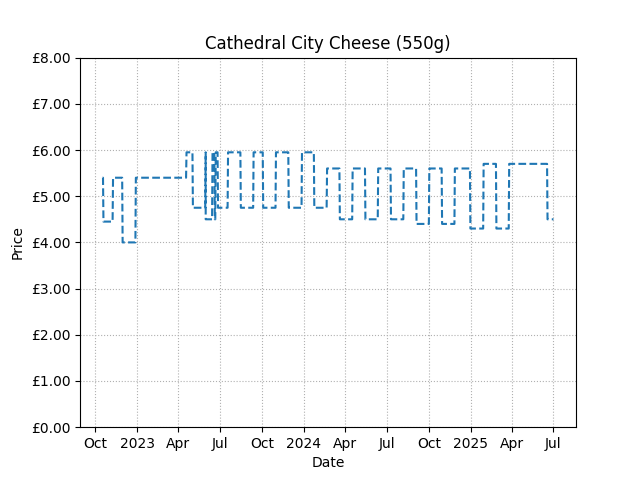 Cathedral City Cheese (550g)
£8.00
£7.00
£6.00
£5.00
£4.00
£3.00
£2.00
£1.00
£0.00
Price
Oct 2023 Apr Jul Oct 2024 Apr Jul Oct 2025 Apr Jul
Date